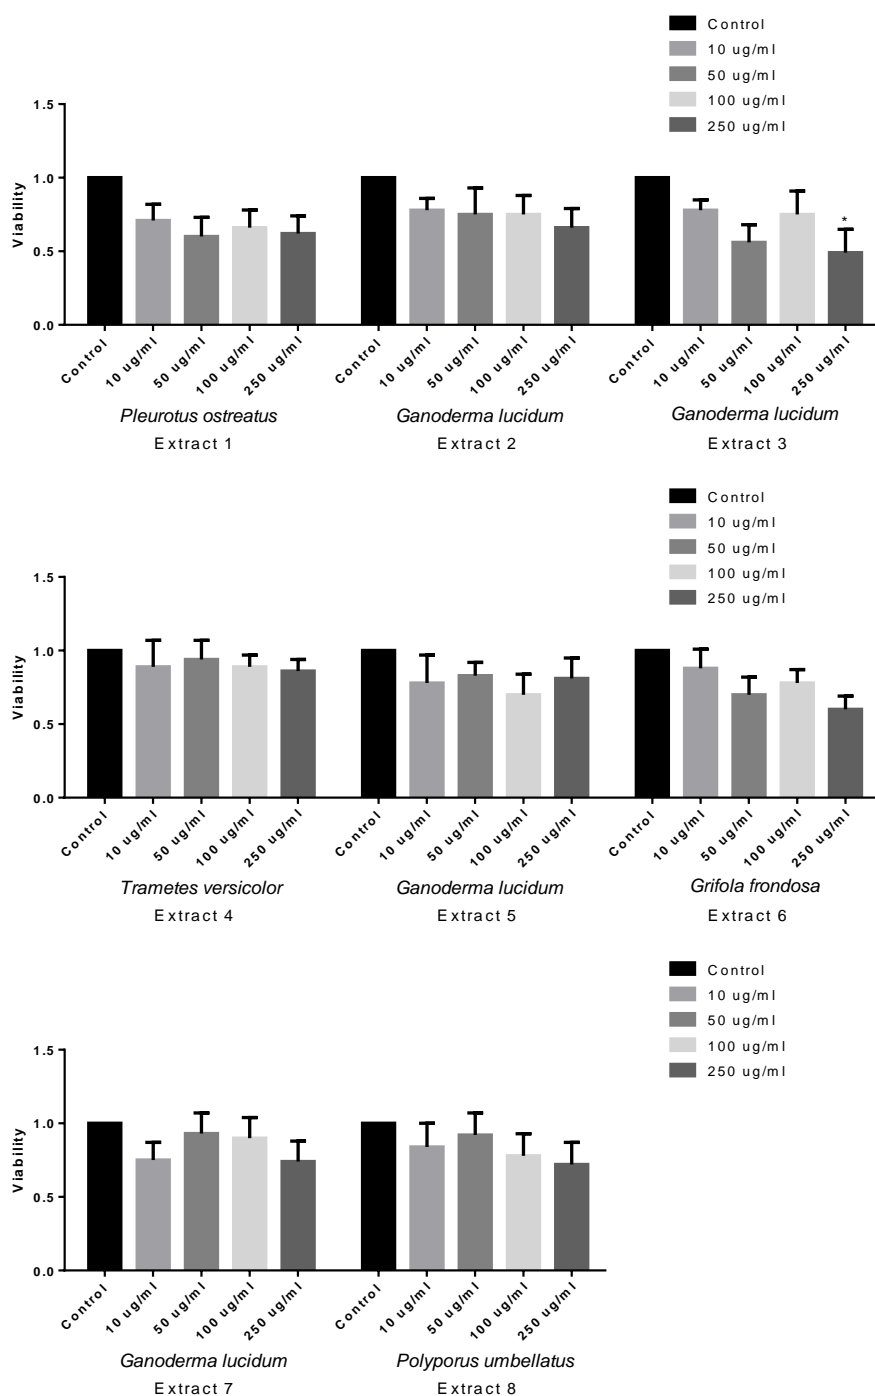 Control
10 ug/ml
50 ug/ml
100 ug/ml
250 ug/ml
1.5
1.0
0.5
0.0
Viability
*
Control
10 ug/ml
50 ug/ml
100 ug/ml
250 ug/ml
Control
10 ug/ml
50 ug/ml
100 ug/ml
250 ug/ml
Control
10 ug/ml
50 ug/ml
100 ug/ml
250 ug/ml
Pleurotus ostreatus
Extract 1
Ganoderma lucidum
Extract 2
Ganoderma lucidum
Extract 3
Control
10 ug/ml
50 ug/ml
100 ug/ml
250 ug/ml
1.5
1.0
0.5
0.0
Viability
Control
10 ug/ml
50 ug/ml
100 ug/ml
250 ug/ml
Control
10 ug/ml
50 ug/ml
100 ug/ml
250 ug/ml
Control
10 ug/ml
50 ug/ml
100 ug/ml
250 ug/ml
Trametes versicolor
Extract 4
Ganoderma lucidum
Extract 5
Grifola frondosa
Extract 6
Control
10 ug/ml
50 ug/ml
100 ug/ml
250 ug/ml
1.5
1.0
0.5
0.0
Viability
Control
10 ug/ml
50 ug/ml
100 ug/ml
250 ug/ml
Control
10 ug/ml
50 ug/ml
100 ug/ml
250 ug/ml
Ganoderma lucidum
Extract 7
Polyporus umbellatus
Extract 8